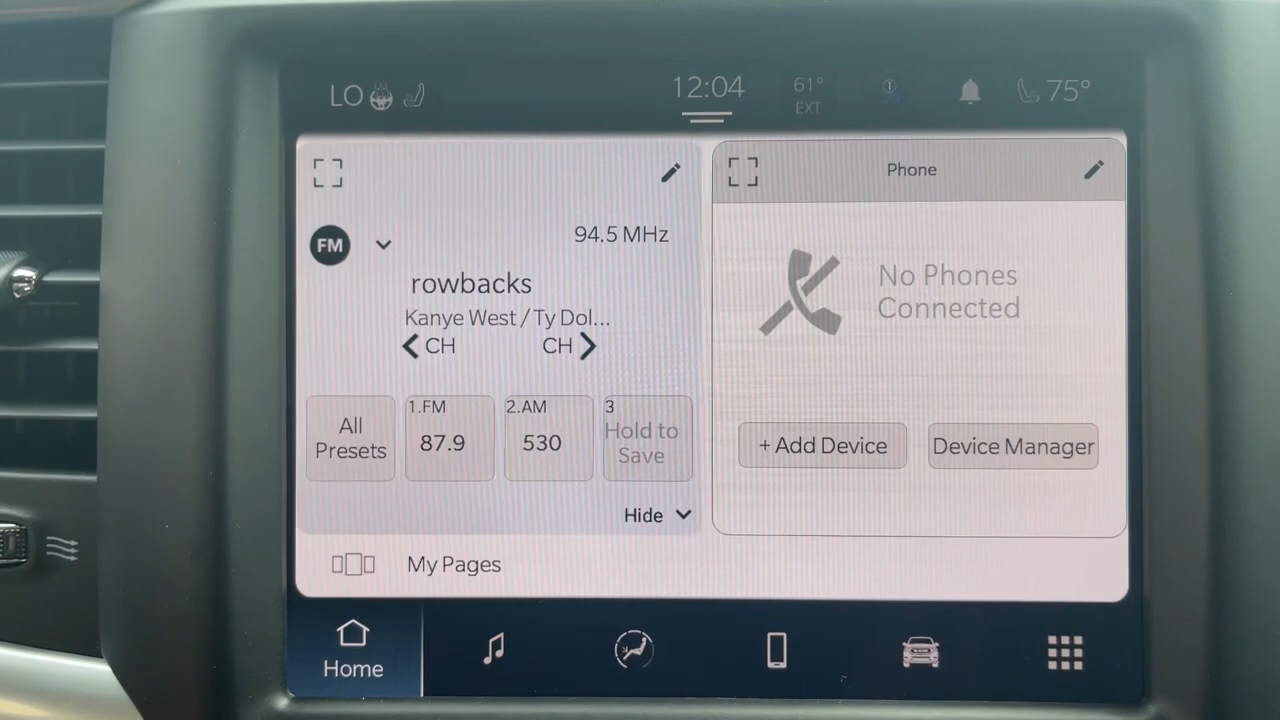 LO
12:04
61°
EXT
75°
Phone
FM
94.5 MHz
rowbacks
Kanye West / Ty Dol...
CH
CH
No Phones
Connected
All
Presets
1.FM
87.9
2.AM
530
3
Hold to
Save
+ Add Device
Device Manager
Hide
My Pages
Home